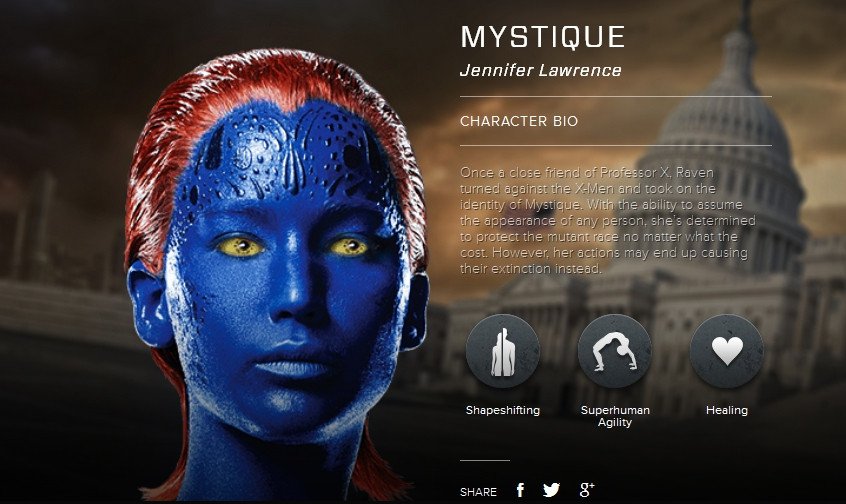 MYSTIQUE
Jennifer Lawrence
CHARACTER BIO
Once a close friend of Professor X, Raven
turned against the X-Men and took on the
identity of Mystique. With the ability to assume
the appearance of any person, she's determined
to protect the mutant race no matter what the
cost. However, her actions may end up causing
their extinction instead.
Shapeshifting
Superhuman
Agility
Healing
SHARE f g+